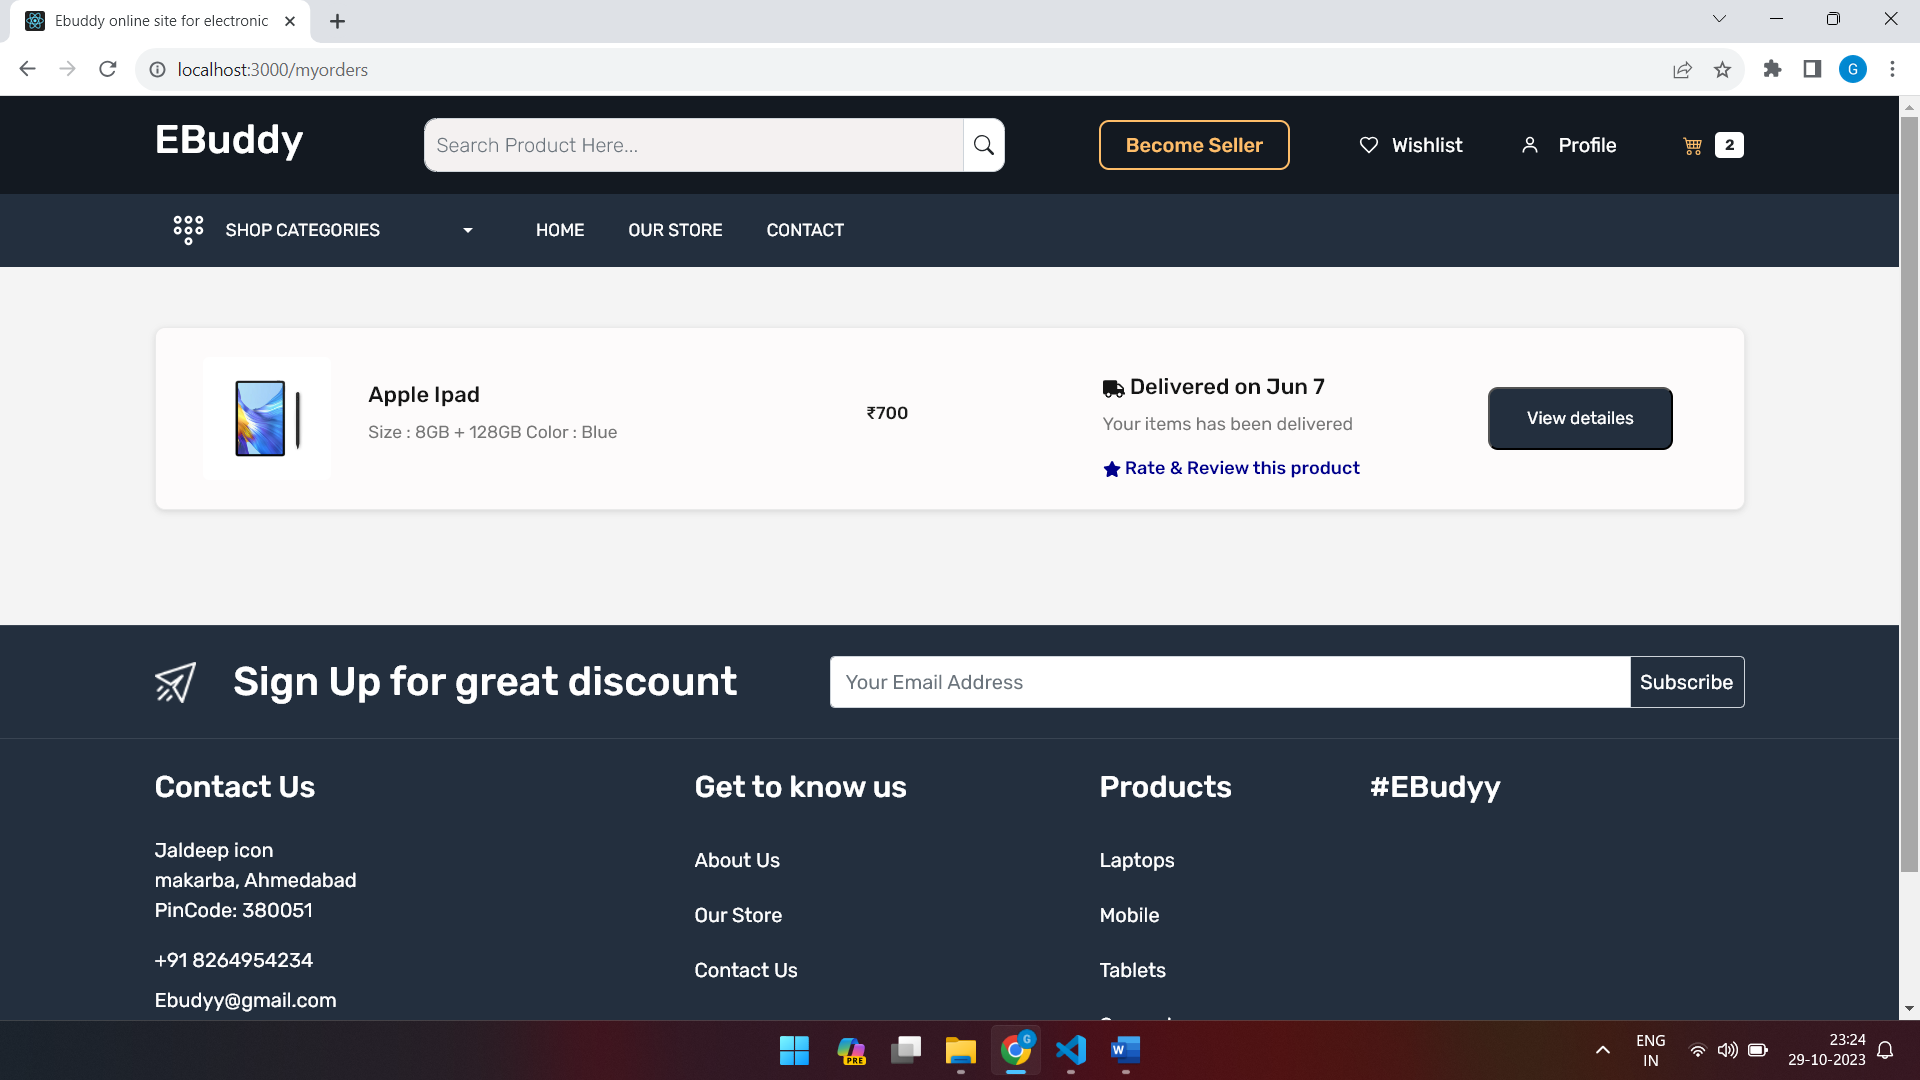 Ebuddy online site for electronic
localhost:3000/myorders
G
EBuddy
Search Product Here...
Become Seller
Wishlist
Profile
2
SHOP CATEGORIES
HOME
OUR STORE
CONTACT
Apple Ipad
Size : 8GB + 128GB Color : Blue
₹700
Delivered on Jun 7
Your items has been delivered
Rate & Review this product
View detailes
Sign Up for great discount
Your Email Address
Subscribe
Contact Us
Jaldeep icon
makarba, Ahmedabad
PinCode: 380051
+91 8264954234
Ebudyy@gmail.com
Get to know us
About Us
Our Store
Contact Us
Products
Laptops
Mobile
Tablets
#EBudyy
PRE
G
W
ENG
IN
23:24
29-10-2023